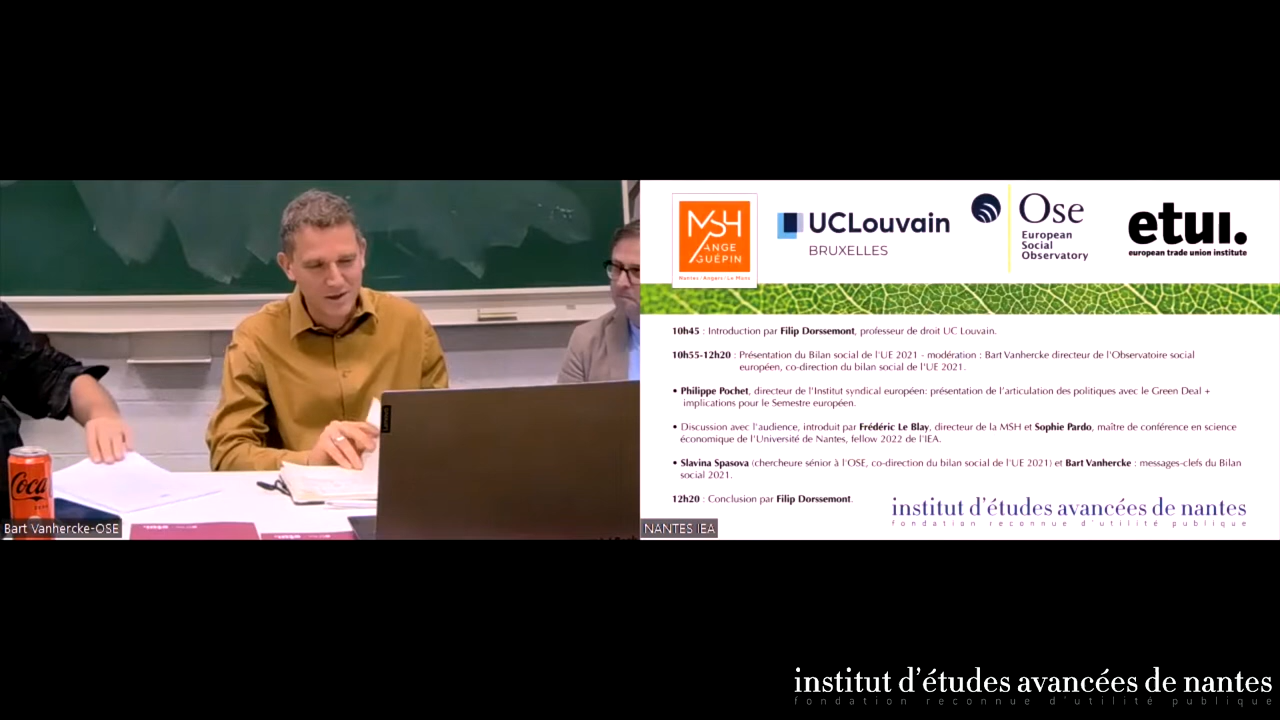 MSH
ANGE
GUÉPIN
Nantes • Angers • Le Mans
UCLouvain
BRUXELLES
Ose
European
Social
Observatory
etui.
european trade union institute
10h45 : Introduction par Filip Dorssemont, professeur de droit UC Louvain.
10h55-12h20 : Présentation du Bilan social de l'UE 2021 - modération : Bart Vanhercke directeur de l'Observatoire social
européen, co-direction du bilan social de l'UE 2021.
• Philippe Pochet, directeur de l'Institut syndical européen: présentation de l'articulation des politiques avec le Green Deal +
implications pour le Semestre européen.
• Discussion avec l'audience, introduit par Frédéric Le Blay, directeur de la MSH et Sophie Pardo, maître de conférence en science
économique de l'Université de Nantes, fellow 2022 de l'IEA.
• Slavina Spasova (chercheure sénior à l'OSE, co-direction du bilan social de l'UE 2021) et Bart Vanhercke : messages-clefs du Bilan
social 2021.
12h20 : Conclusion par Filip Dorssemont.
institut d'études avancées de nantes
fondation reconnue d'utilité publique
Coca
Lenovo
Bart Vanhercke-OSE
NANTES IEA
institut d'études avancées de nantes
fondation reconnue d'utilité publique